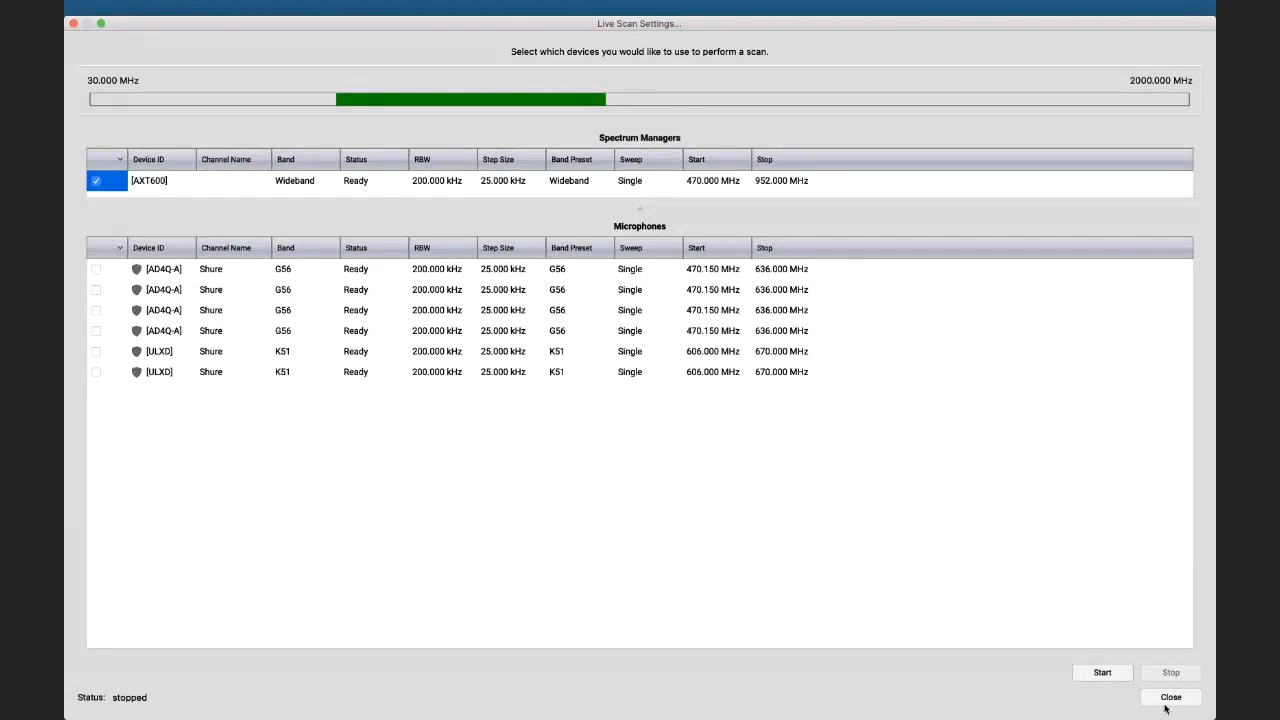 Live Scan Settings...
Select which devices you would like to use to perform a scan.
30.000 MHz 2000.000 MHz
Spectrum Managers
Device ID Channel Name Band Status RBW Step Size Band Preset Sweep Start Stop
[AXT600] Wideband Ready 200.000 kHz 25.000 kHz Wideband Single 470.000 MHz 952.000 MHz
Microphones
Device ID Channel Name Band Status RBW Step Size Band Preset Sweep Start Stop
[AD4Q-A] Shure G56 Ready 200.000 kHz 25.000 kHz G56 Single 470.150 MHz 636.000 MHz
[AD4Q-A] Shure G56 Ready 200.000 kHz 25.000 kHz G56 Single 470.150 MHz 636.000 MHz
[AD4Q-A] Shure G56 Ready 200.000 kHz 25.000 kHz G56 Single 470.150 MHz 636.000 MHz
[AD4Q-A] Shure G56 Ready 200.000 kHz 25.000 kHz G56 Single 470.150 MHz 636.000 MHz
[ULXD] Shure K51 Ready 200.000 kHz 25.000 kHz K51 Single 606.000 MHz 670.000 MHz
[ULXD] Shure K51 Ready 200.000 kHz 25.000 kHz K51 Single 606.000 MHz 670.000 MHz
Start Stop
Status: stopped Close